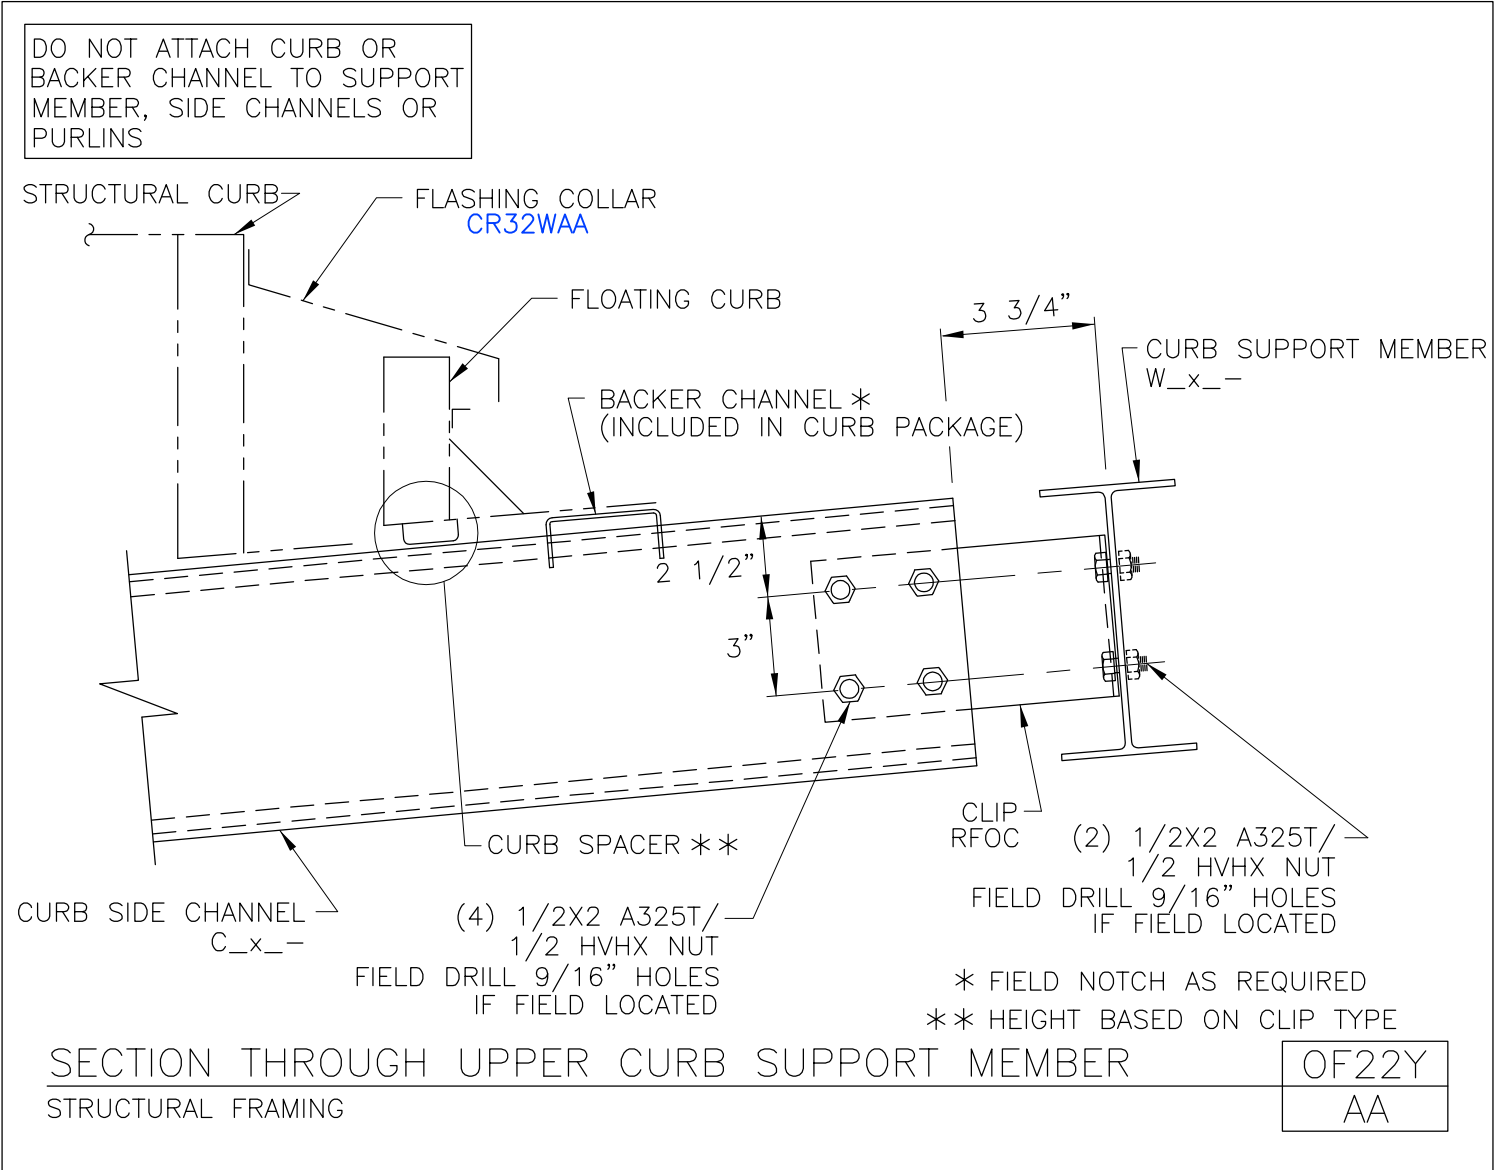 DO NOT ATTACH CURB OR
BACKER CHANNEL TO SUPPORT
MEMBER, SIDE CHANNELS OR
PURLINS
STRUCTURAL CURB
FLASHING COLLAR
CR32WAA
FLOATING CURB
3 3/4"
CURB SUPPORT MEMBER
W_x_-
BACKER CHANNEL *
(INCLUDED IN CURB PACKAGE)
2 1/2"
3"
CLIP
RFOC
(2) 1/2X2 A325T/
1/2 HVHX NUT
FIELD DRILL 9/16" HOLES
IF FIELD LOCATED
CURB SPACER **
CURB SIDE CHANNEL
C_x_-
(4) 1/2X2 A325T/
1/2 HVHX NUT
FIELD DRILL 9/16" HOLES
IF FIELD LOCATED
* FIELD NOTCH AS REQUIRED
** HEIGHT BASED ON CLIP TYPE
SECTION THROUGH UPPER CURB SUPPORT MEMBER
STRUCTURAL FRAMING
OF22Y
AA